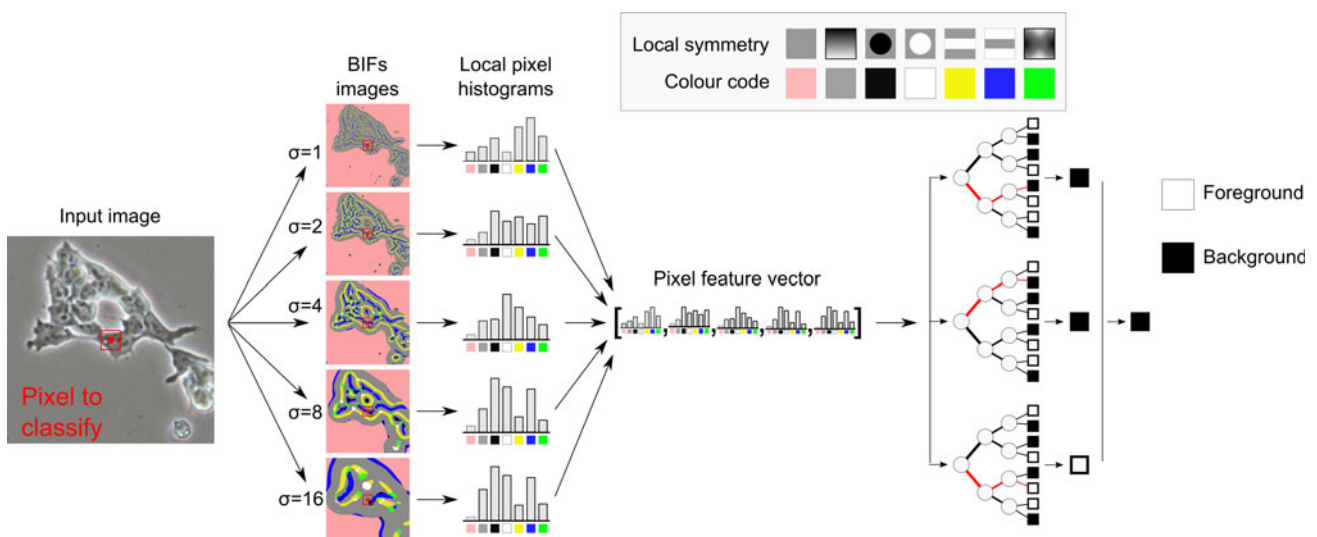 Local symmetry
Colour code
BIFs
images
Local pixel
histograms
σ=1
σ=2
σ=4
σ=8
σ=16
Input image
Pixel to
classify
Pixel feature vector
[ , , , , ]
Foreground
Background